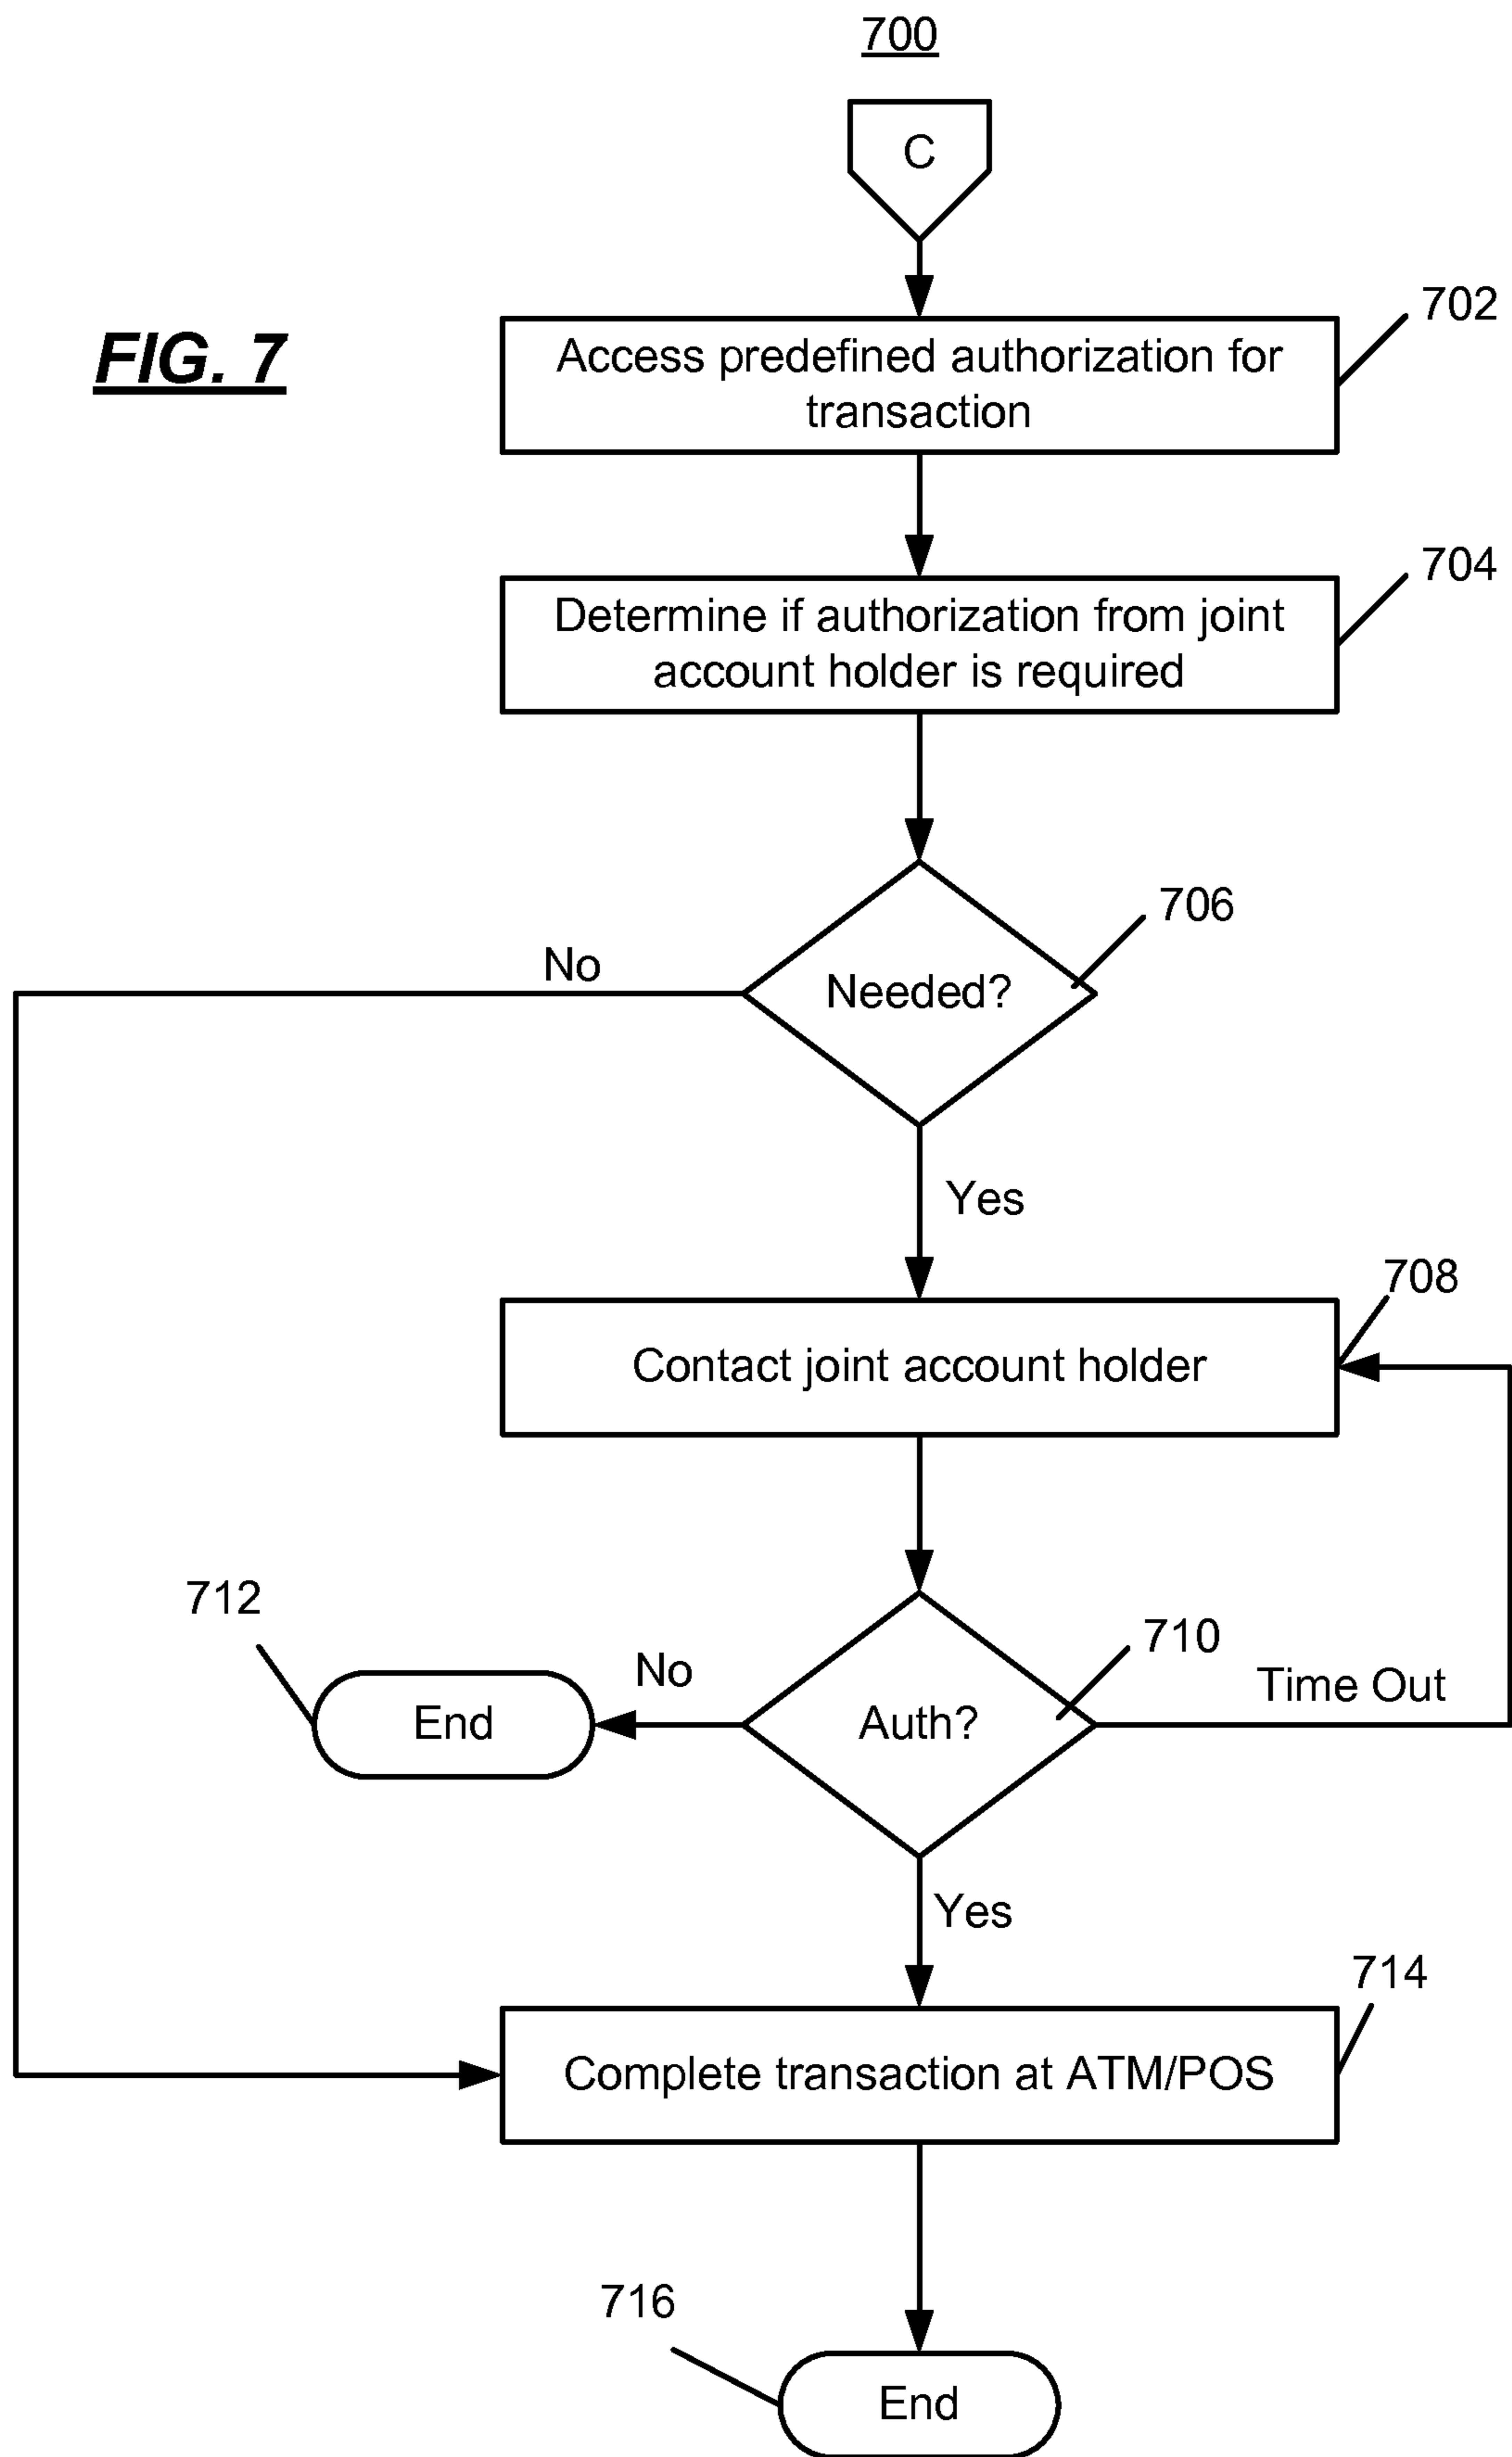 700
C
FIG. 7
702
Access predefined authorization for
transaction
704
Determine if authorization from joint
account holder is required
706
No
Needed?
Yes
708
Contact joint account holder
712
710
No
Time Out
End
Auth?
Yes
714
Complete transaction at ATM/POS
716
End